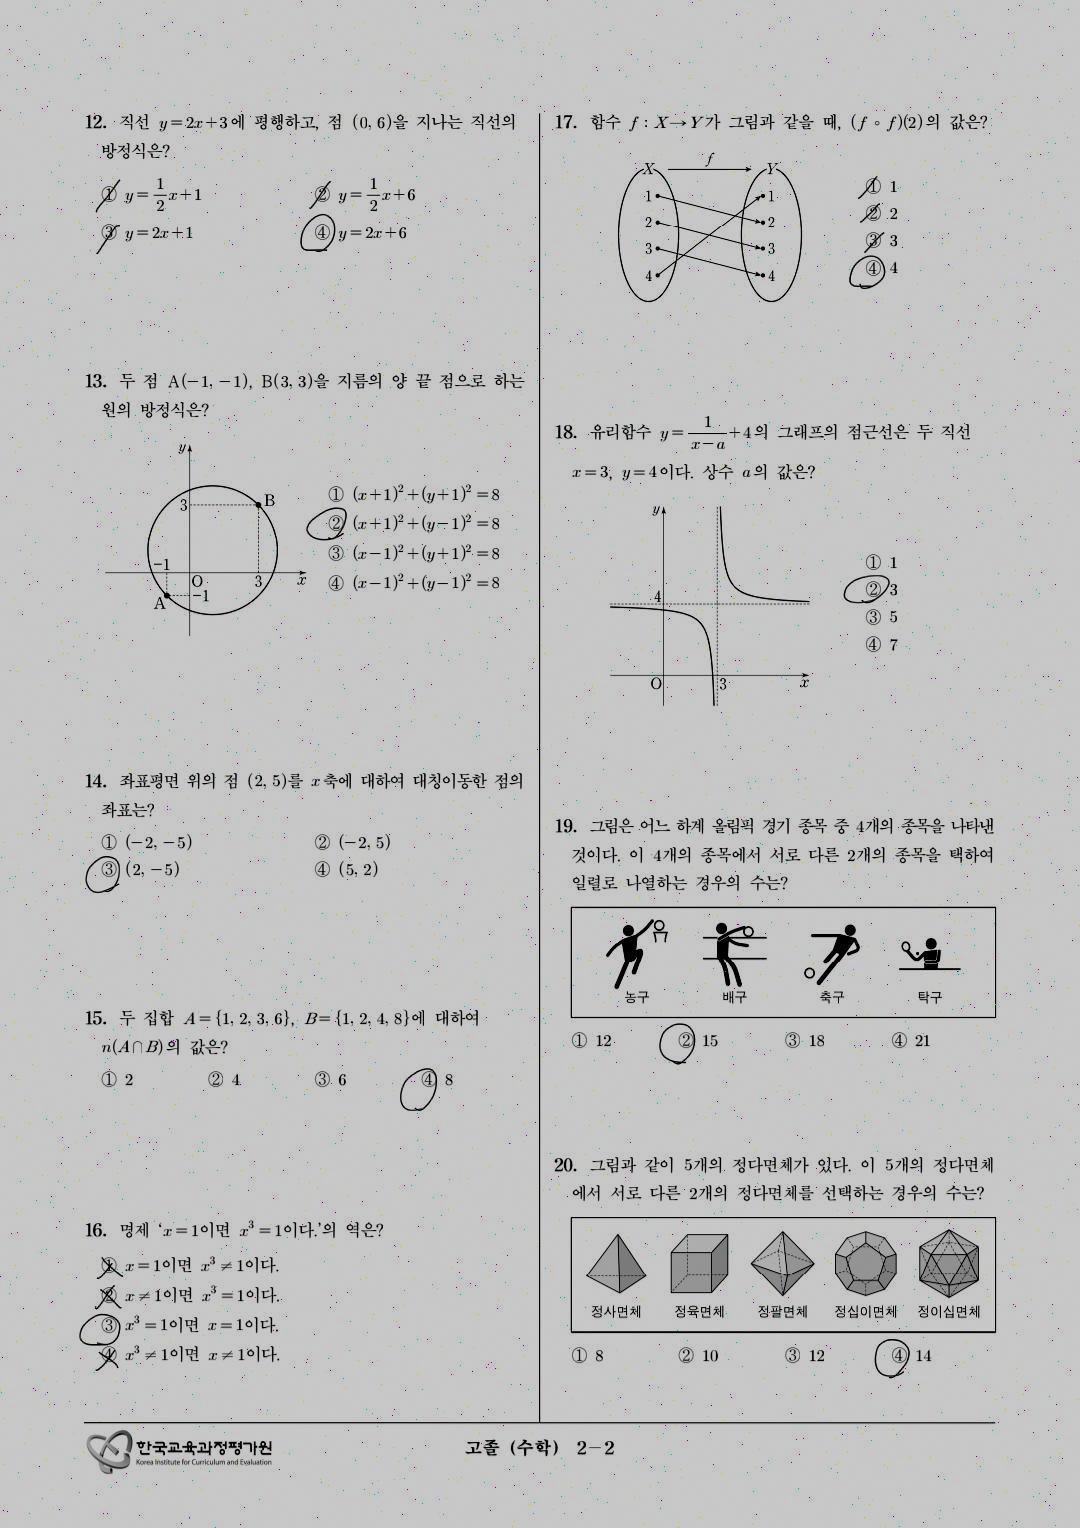 12. 직선 y=2x+3에 평행하고, 점 (0, 6)을 지나는 직선의
방정식은?
① y=1/2x+1 ② y=1/2x+6
③ y=2x+1 ④ y=2x+6
13. 두 점 A(−1, −1), B(3, 3)을 지름의 양 끝 점으로 하는
원의 방정식은?
y
3 B
−1
O 3 x
A −1
① (x+1)²+(y+1)²=8
② (x+1)²+(y−1)²=8
③ (x−1)²+(y+1)²=8
④ (x−1)²+(y−1)²=8
14. 좌표평면 위의 점 (2, 5)를 x축에 대하여 대칭이동한 점의
좌표는?
① (−2, −5) ② (−2, 5)
③ (2, −5) ④ (5, 2)
15. 두 집합 A={1, 2, 3, 6}, B={1, 2, 4, 8}에 대하여
n(A∩B)의 값은?
① 2 ② 4 ③ 6 ④ 8
16. 명제 ‘x=1이면 x³=1이다.’의 역은?
① x=1이면 x³≠1이다.
② x≠1이면 x³=1이다.
③ x³=1이면 x=1이다.
④ x³≠1이면 x≠1이다.
17. 함수 f : X→Y가 그림과 같을 때, (f∘f)(2)의 값은?
X f Y
1 1
2 2
3 3
4 4
① 1
② 2
③ 3
④ 4
18. 유리함수 y=1/(x−a)+4의 그래프의 점근선은 두 직선
x=3, y=4이다. 상수 a의 값은?
y
4
O 3 x
① 1
② 3
③ 5
④ 7
19. 그림은 어느 하계 올림픽 경기 종목 중 4개의 종목을 나타낸
것이다. 이 4개의 종목에서 서로 다른 2개의 종목을 택하여
일렬로 나열하는 경우의 수는?
농구 배구 축구 탁구
① 12 ② 15 ③ 18 ④ 21
20. 그림과 같이 5개의 정다면체가 있다. 이 5개의 정다면체
에서 서로 다른 2개의 정다면체를 선택하는 경우의 수는?
정사면체 정육면체 정팔면체 정십이면체 정이십면체
① 8 ② 10 ③ 12 ④ 14
한국교육과정평가원
Korea Institute for Curriculum and Evaluation
고졸 (수학) 2−2